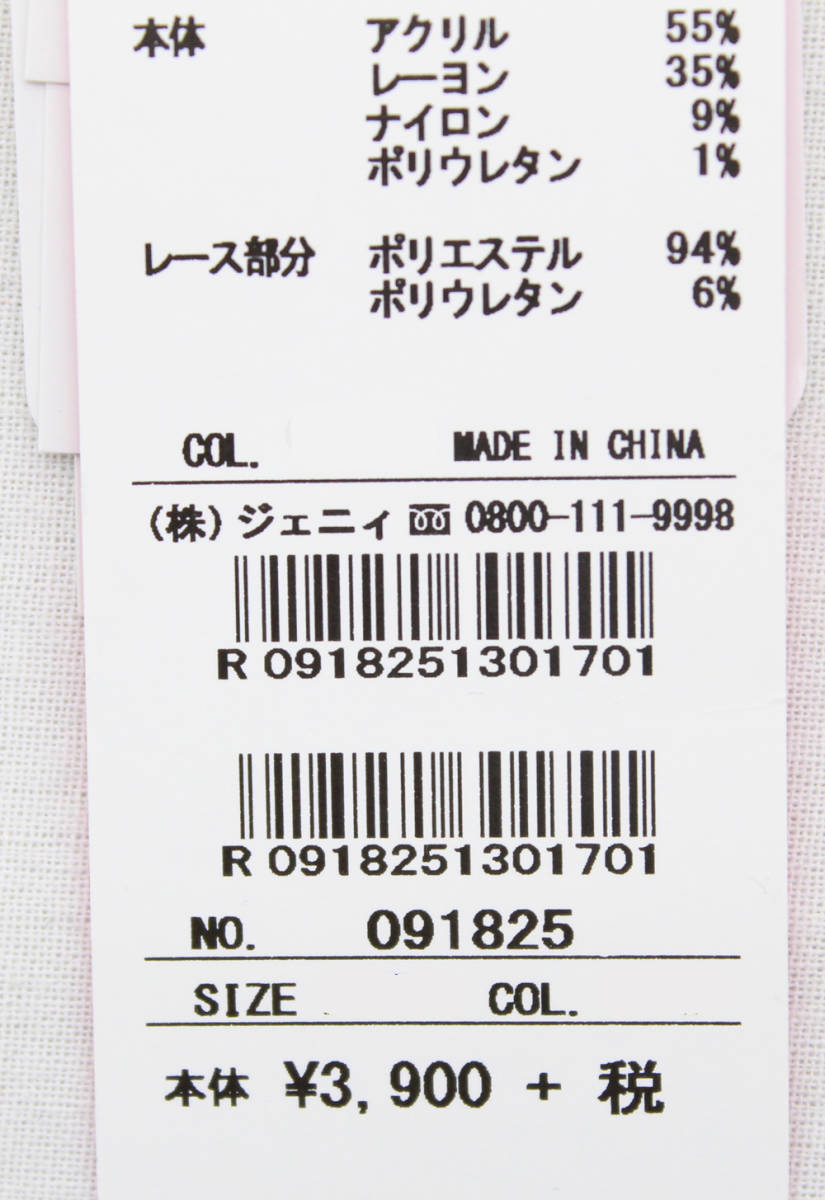 本体 アクリル 55%
レーヨン 35%
ナイロン 9%
ポリウレタン 1%
レース部分 ポリエステル 94%
ポリウレタン 6%
COL. MADE IN CHINA
(株)ジェニィ 0800-111-9998
R 0918251301701
R 0918251301701
NO. 091825
SIZE COL.
本体 ¥3,900 + 税